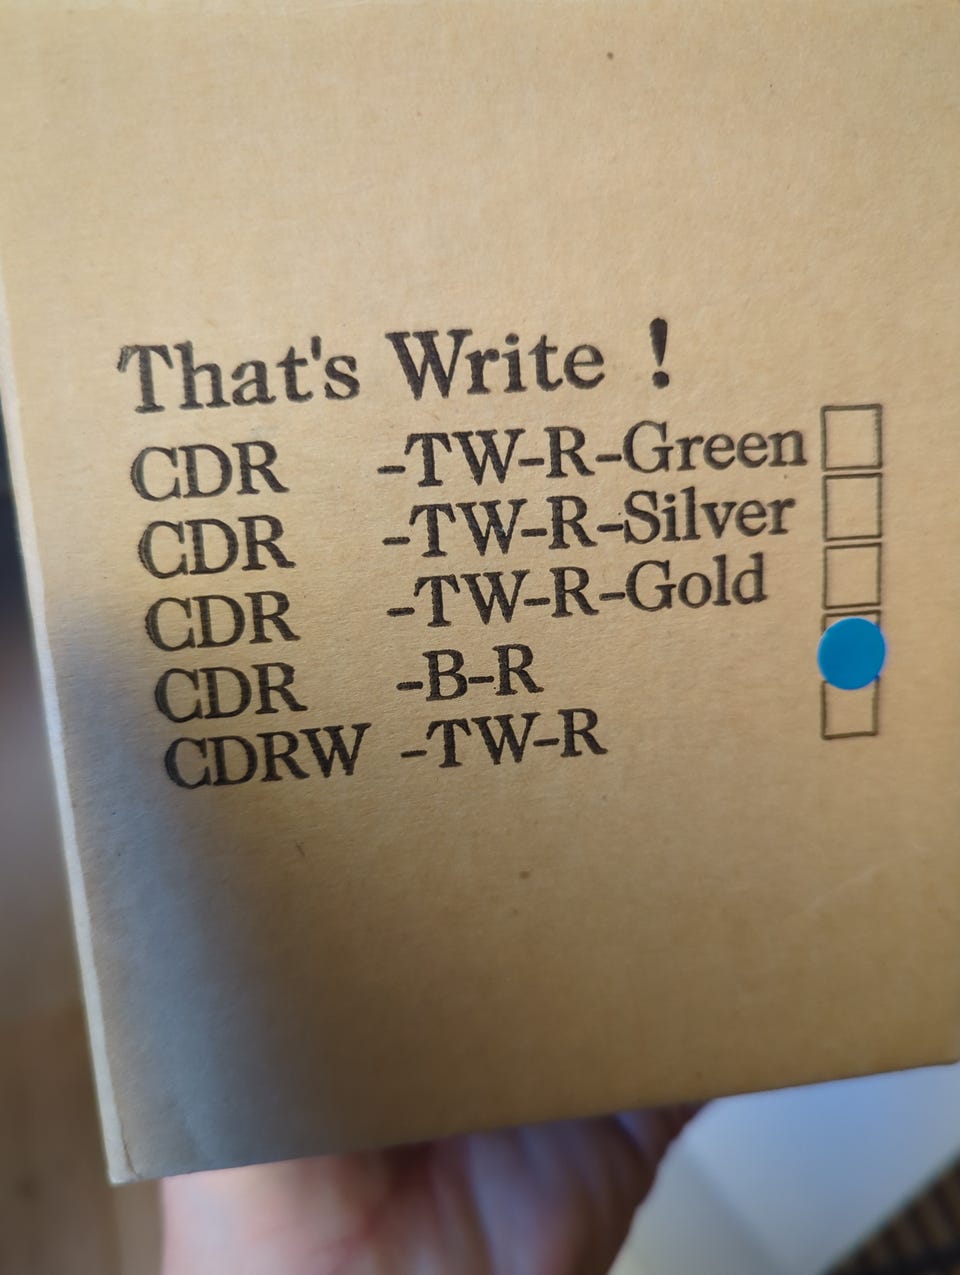 That's Write !
CDR -TW-R-Green
CDR -TW-R-Silver
CDR -TW-R-Gold
CDR -B-R
CDRW -TW-R